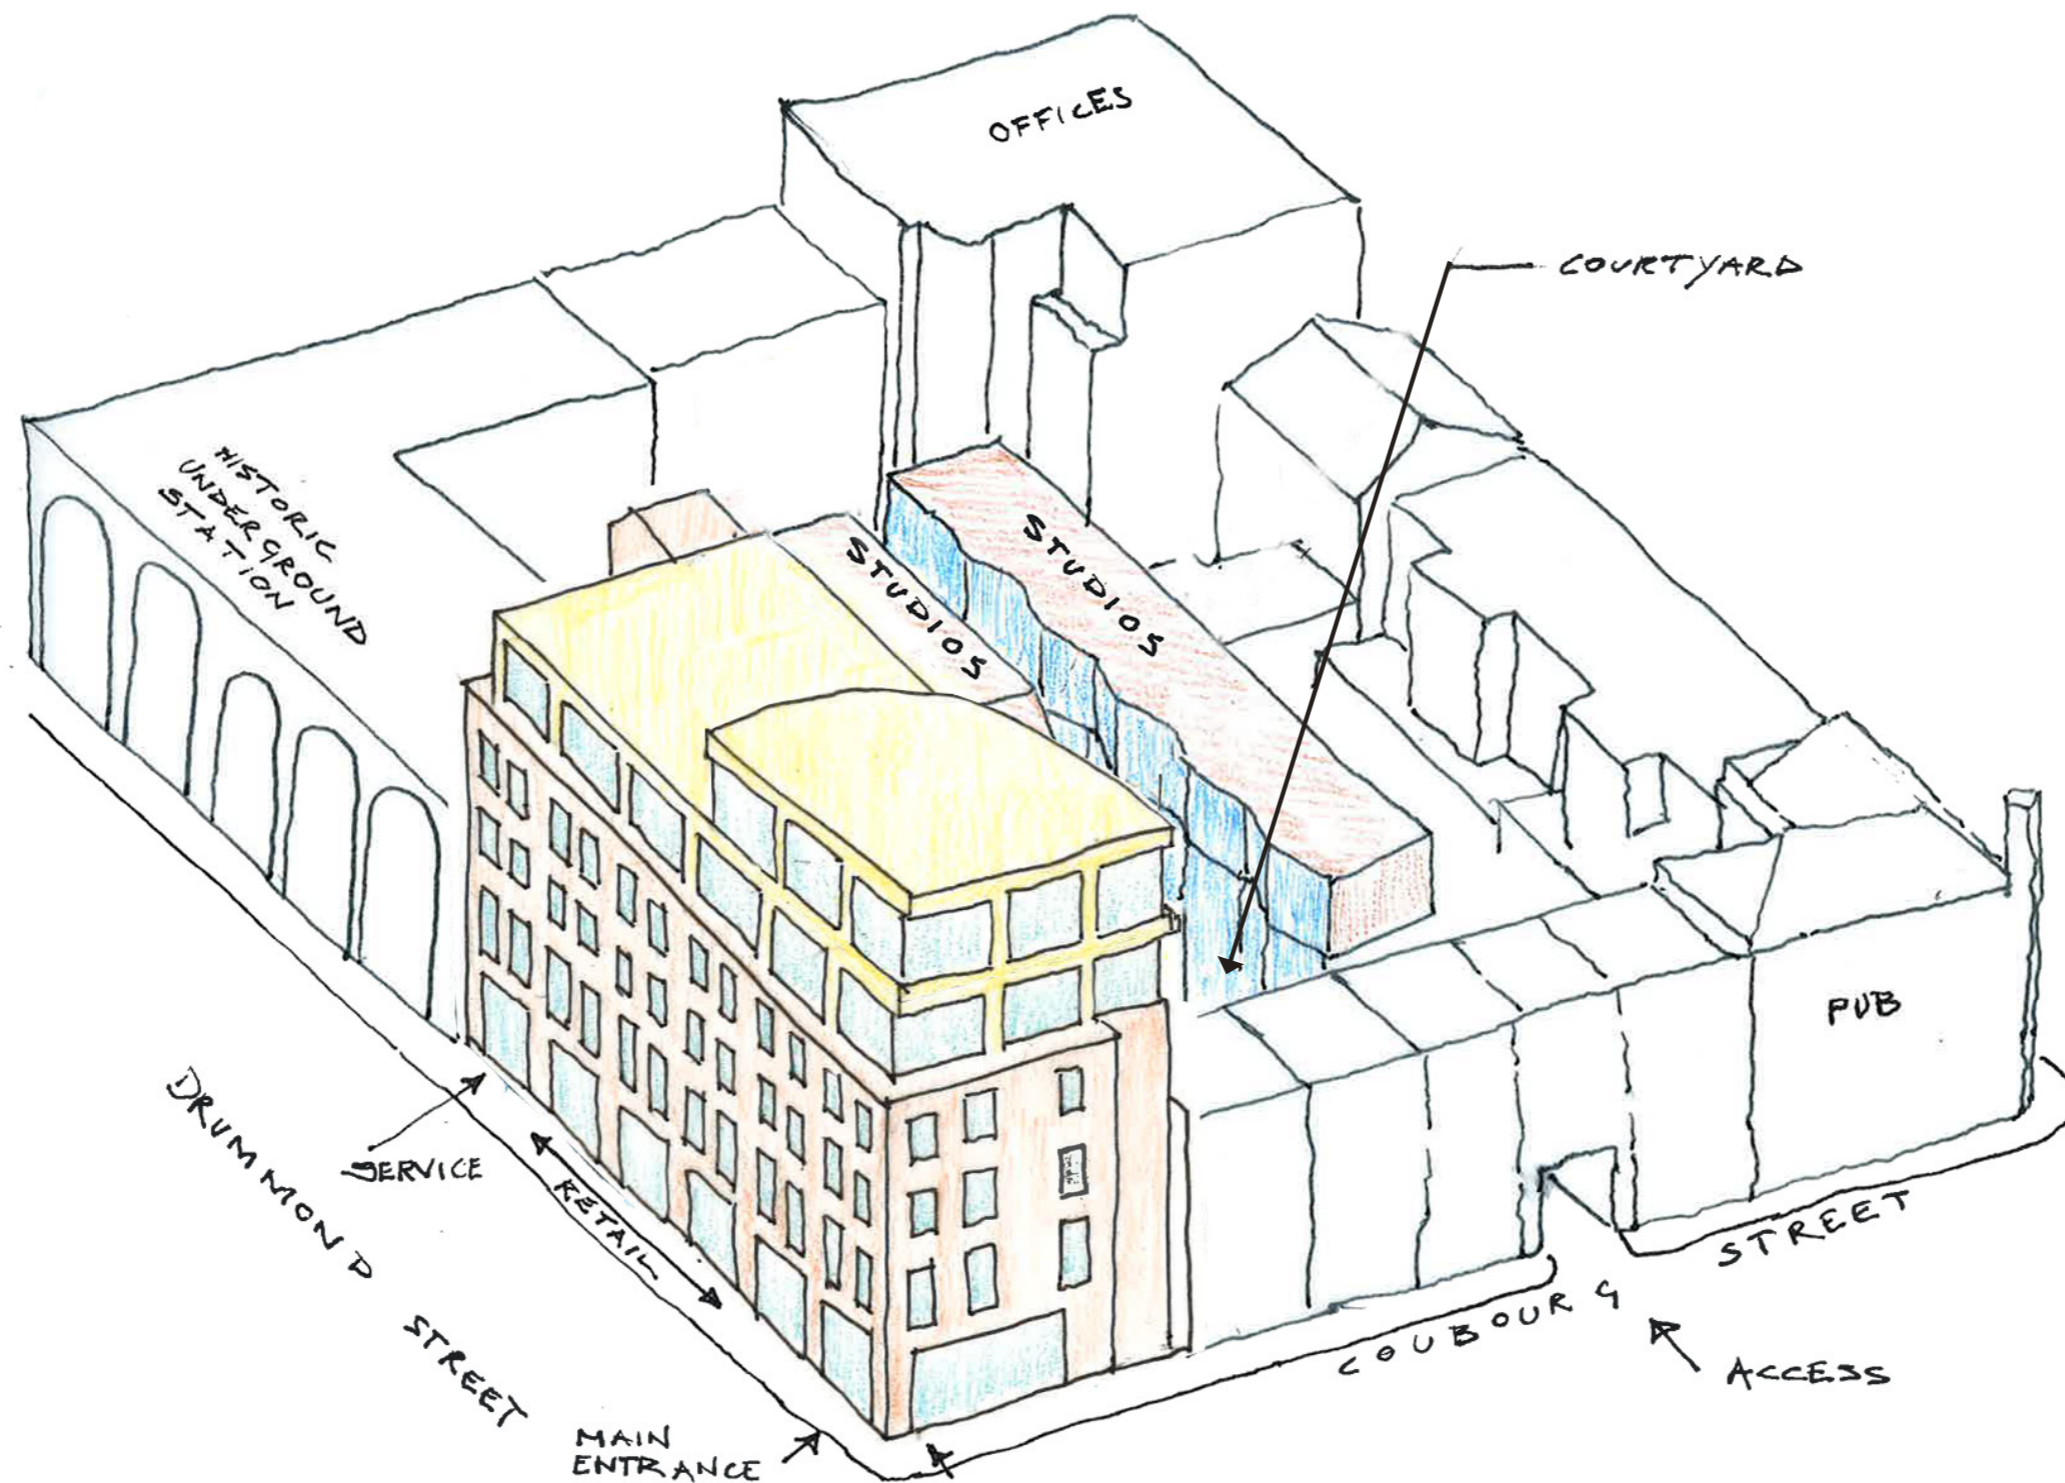 OFFICES
COURTYARD
HISTORIC
UNDERGROUND
STATION
STUDIOS
STUDIOS
PUB
DRUMMOND STREET
SERVICE
RETAIL
COUBOURG STREET
ACCESS
MAIN
ENTRANCE